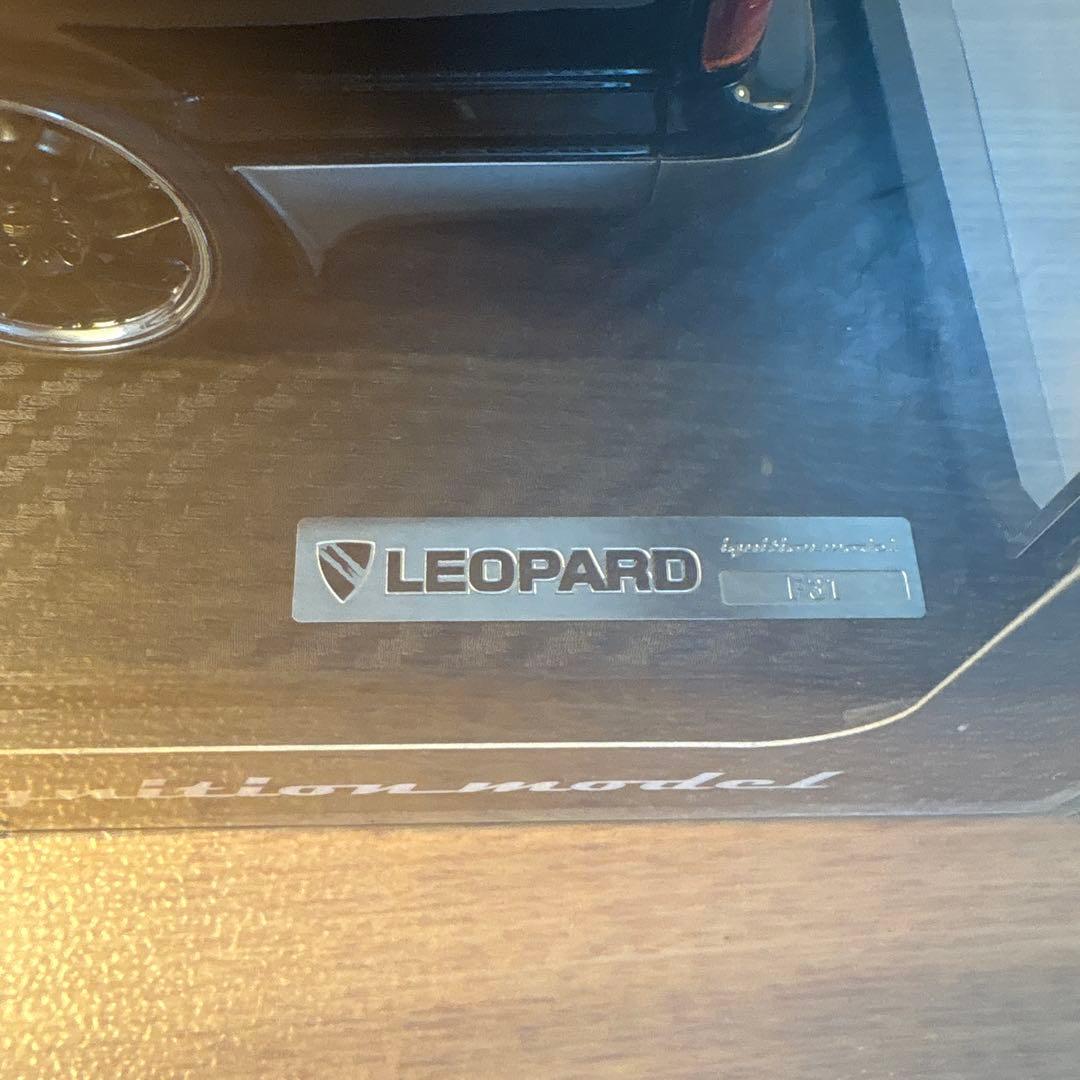 LEOPARD
ignition model
F31
ignition model